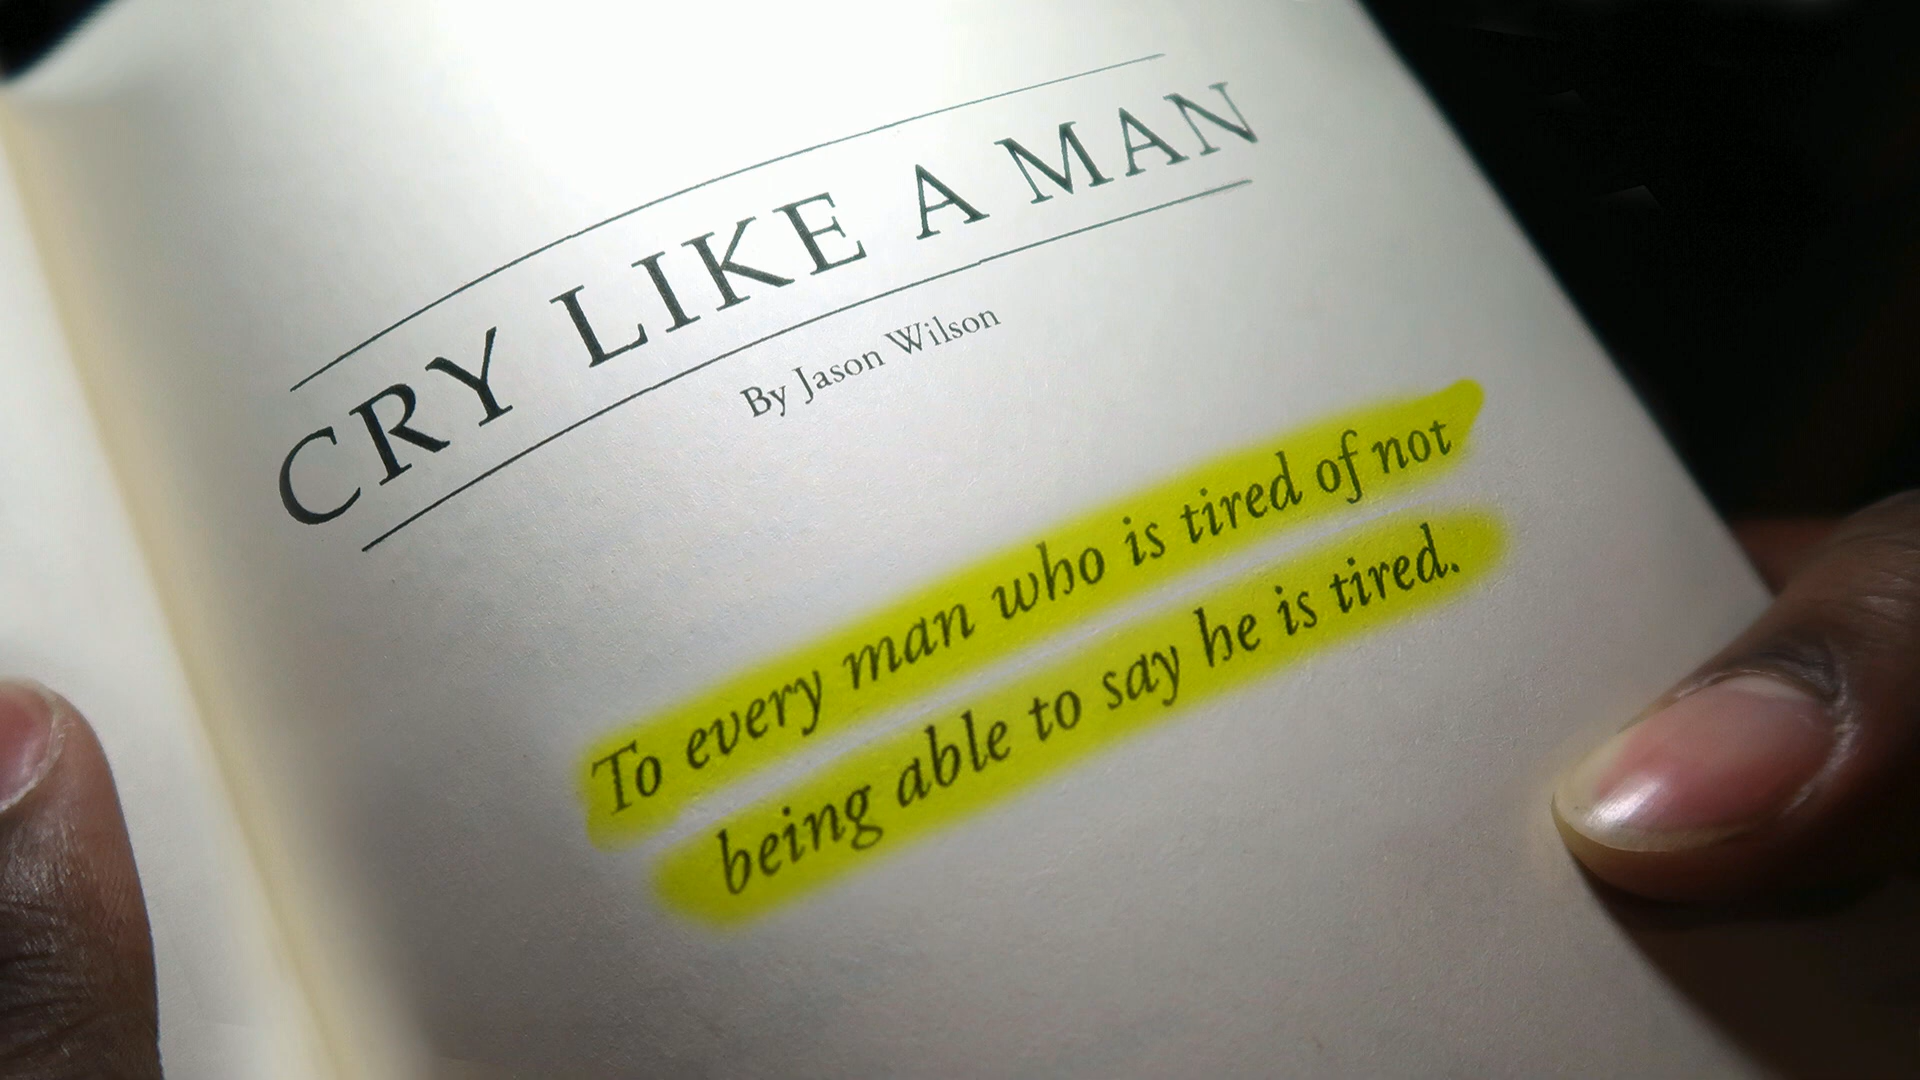 CRY LIKE A MAN
By Jason Wilson
To every man who is tired of not
being able to say he is tired.